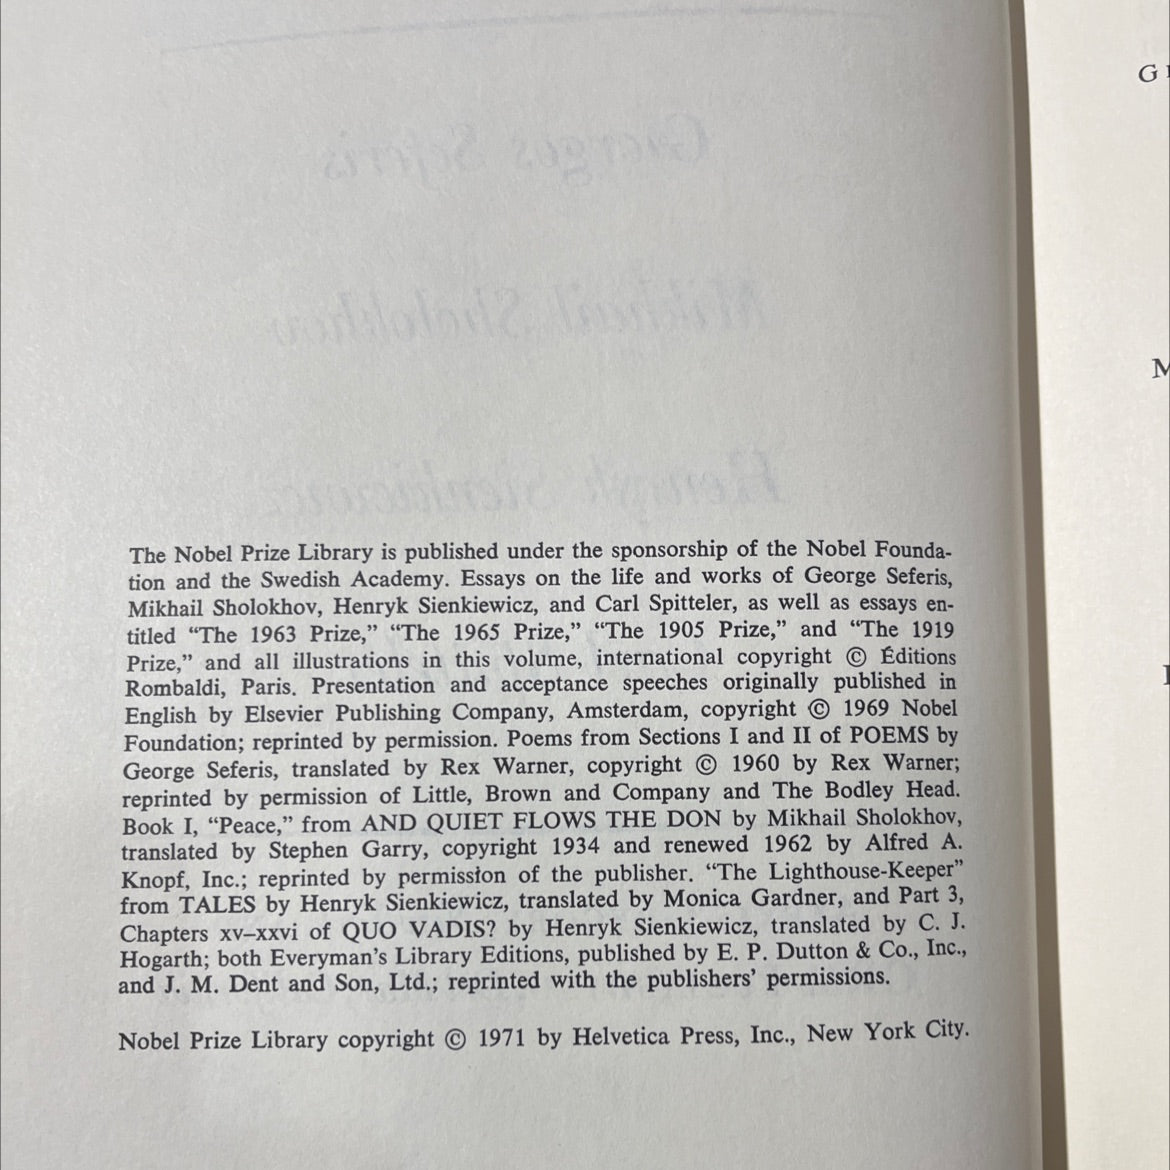 Giorgos Seferis
Mikhail Sholokhov
Henryk Sienkiewicz
The Nobel Prize Library is published under the sponsorship of the Nobel Founda-
tion and the Swedish Academy. Essays on the life and works of George Seferis,
Mikhail Sholokhov, Henryk Sienkiewicz, and Carl Spitteler, as well as essays en-
titled “The 1963 Prize,” “The 1965 Prize,” “The 1905 Prize,” and “The 1919
Prize,” and all illustrations in this volume, international copyright © Éditions
Rombaldi, Paris. Presentation and acceptance speeches originally published in
English by Elsevier Publishing Company, Amsterdam, copyright © 1969 Nobel
Foundation; reprinted by permission. Poems from Sections I and II of POEMS by
George Seferis, translated by Rex Warner, copyright © 1960 by Rex Warner;
reprinted by permission of Little, Brown and Company and The Bodley Head.
Book I, “Peace,” from AND QUIET FLOWS THE DON by Mikhail Sholokhov,
translated by Stephen Garry, copyright 1934 and renewed 1962 by Alfred A.
Knopf, Inc.; reprinted by permission of the publisher. “The Lighthouse-Keeper”
from TALES by Henryk Sienkiewicz, translated by Monica Gardner, and Part 3,
Chapters xv–xxvi of QUO VADIS? by Henryk Sienkiewicz, translated by C. J.
Hogarth; both Everyman’s Library Editions, published by E. P. Dutton & Co., Inc.,
and J. M. Dent and Son, Ltd.; reprinted with the publishers’ permissions.
Nobel Prize Library copyright © 1971 by Helvetica Press, Inc., New York City.
G
M